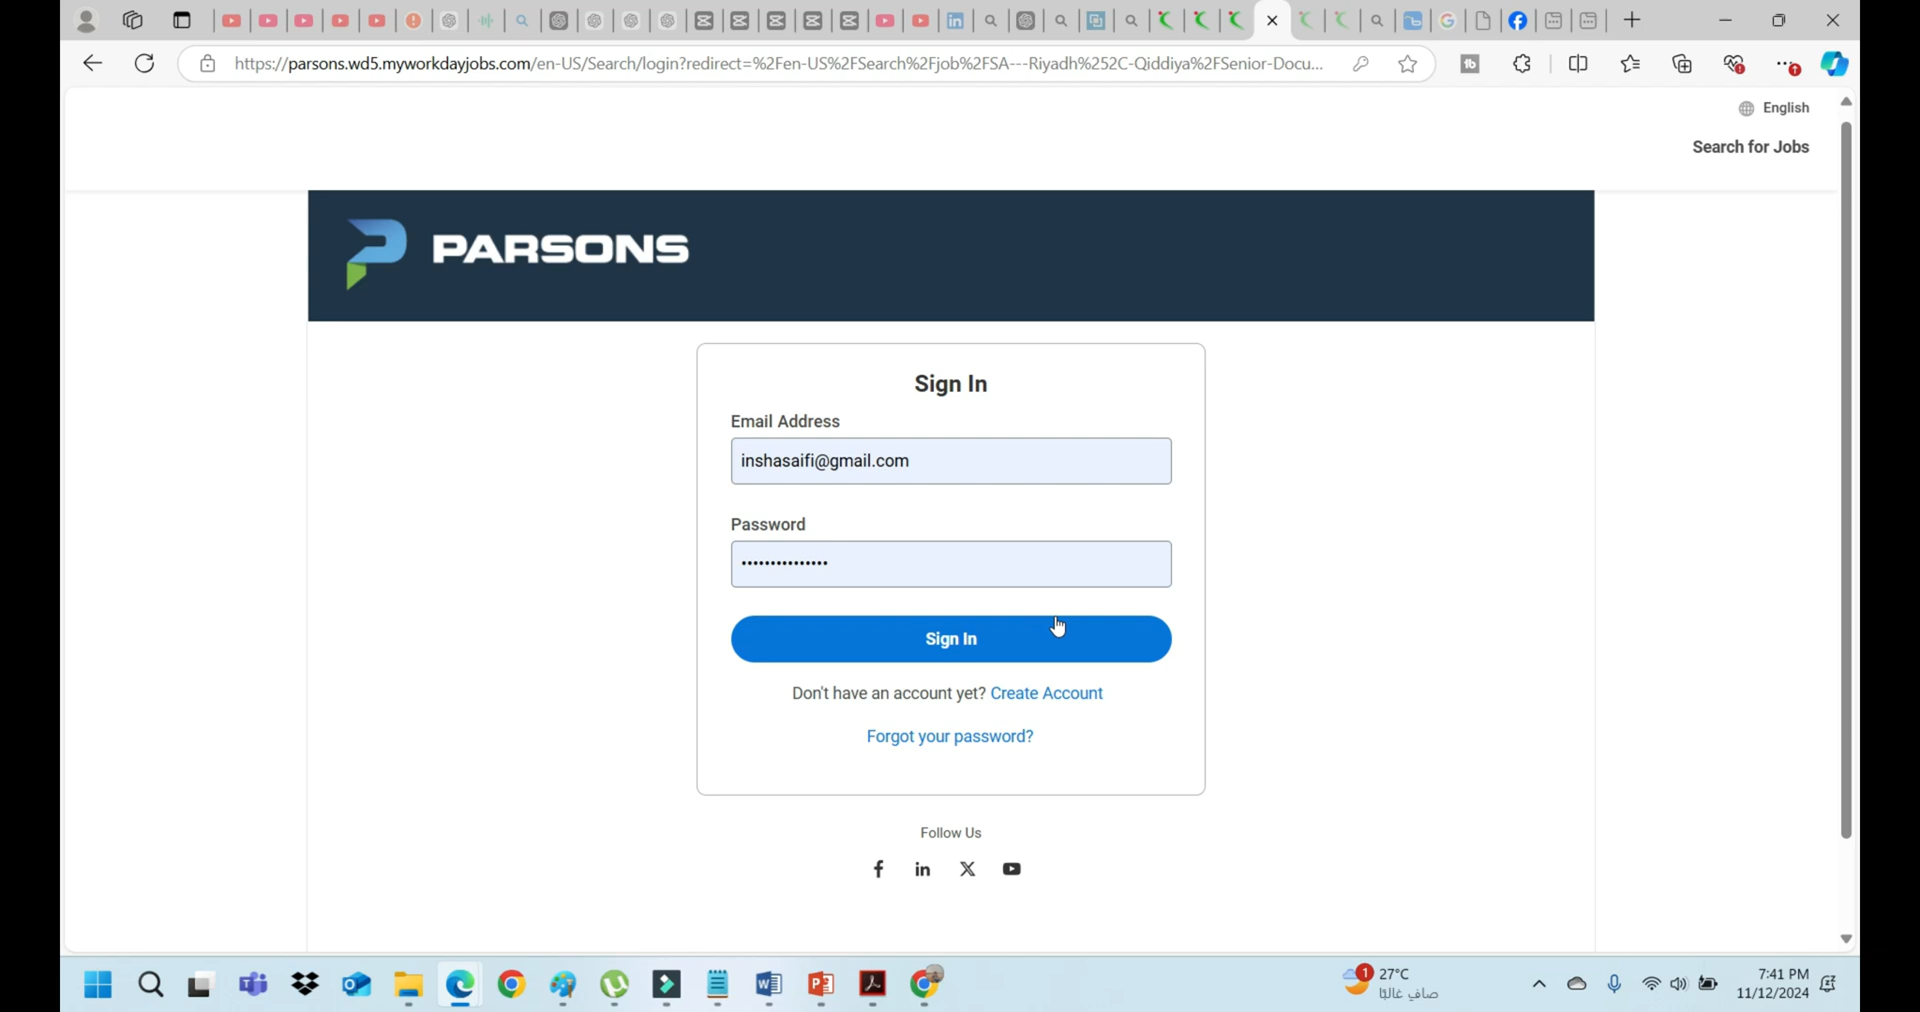 https://parsons.wd5.myworkdayjobs.com/en-US/Search/login?redirect=%2Fen-US%2FSearch%2Fjob%2FSA---Riyadh%252C-Qiddiya%2FSenior-Docu...
English
Search for Jobs
PARSONS
Sign In
Email Address
inshasaifi@gmail.com
Password
•••••••••••••••
Sign In
Don't have an account yet? Create Account
Forgot your password?
Follow Us
1
27°C
صافي غالبًا
7:41 PM
11/12/2024